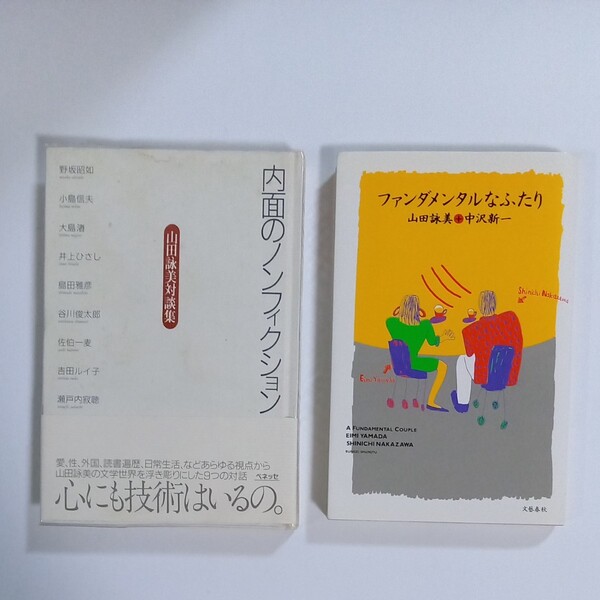 内面のノンフィクション
山田詠美対談集
野坂昭如
小島信夫
大島渚
井上ひさし
島田雅彦
谷川俊太郎
佐伯一麦
吉田ルイ子
瀬戸内寂聴
愛、性、外国、読書遍歴、日常生活、などあらゆる視点から
山田詠美の文学世界を浮き彫りにした9つの対話 ベネッセ
心にも技術はいるの。
ファンダメンタルなふたり
山田詠美+中沢新一
Shinichi Nakazawa
Eimi Yamada
A FUNDAMENTAL COUPLE
EIMI YAMADA
SHINICHI NAKAZAWA
BUNGEI SHUNJU
文藝春秋